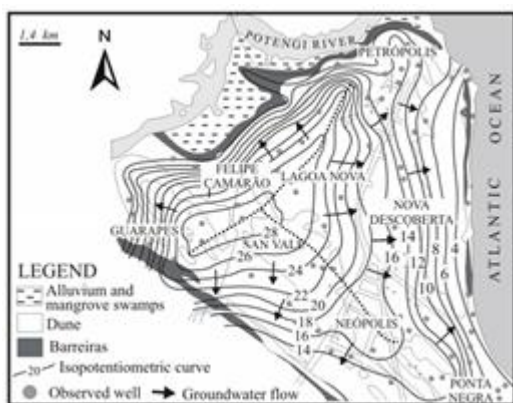 1,4 km
N
POTENGI RIVER
PETRÓPOLIS
ATLANTIC OCEAN
FELIPE
CAMARÃO
LAGOA NOVA
GUARAPES
NOVA
DESCOBERTA
28
SAN VALE
26
24
22
20
18
16
14
14
8
4
16
12
6
10
NEÓPOLIS
PONTA
NEGRA
LEGEND
Alluvium and
mangrove swamps
Dune
Barreiras
20 Isopotentiometric curve
Observed well
Groundwater flow